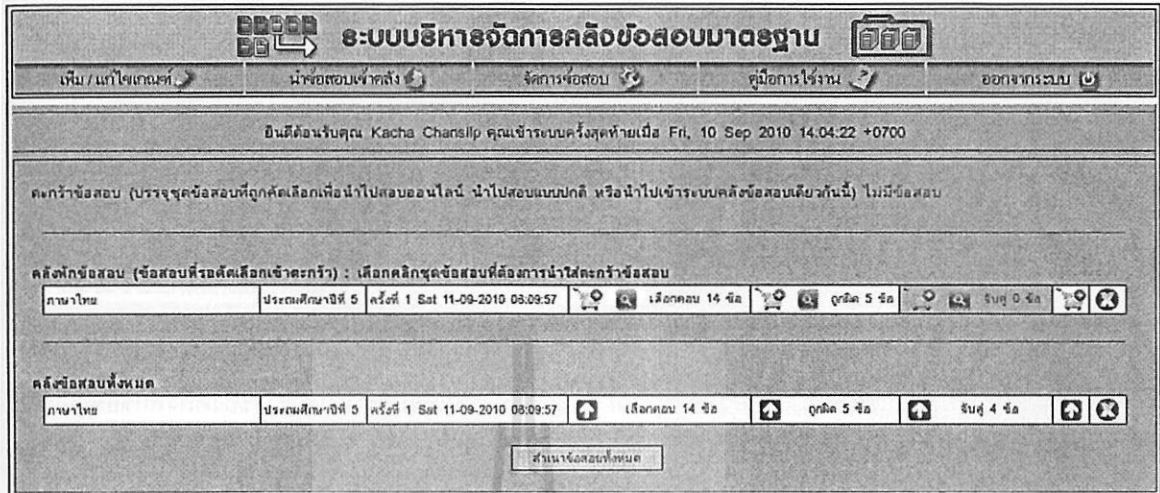 ระบบบริหารจัดการคลังข้อสอบมาตรฐาน
เพิ่ม / แก้ไขเกณฑ์ นำข้อสอบเข้าคลัง จัดการข้อสอบ คู่มือการใช้งาน ออกจากระบบ
ยินดีต้อนรับคุณ Kacha Chansilp คุณเข้าระบบครั้งสุดท้ายเมื่อ Fri, 10 Sep 2010 14:04:22 +0700
ตะกร้าข้อสอบ (บรรจุชุดข้อสอบที่ถูกคัดเลือกเพื่อนำไปสอบออนไลน์ นำไปสอบแบบปกติ หรือนำไปเข้าระบบคลังข้อสอบเดียวกันนี้) ไม่มีข้อสอบ
คลังพักข้อสอบ (ข้อสอบที่รอคัดเลือกเข้าตะกร้า) : เลือกคลิกชุดข้อสอบที่ต้องการนำใส่ตะกร้าข้อสอบ
ภาษาไทย ประถมศึกษาปีที่ 5 ครั้งที่ 1 Sat 11-09-2010 06:09:57 เลือกตอบ 14 ข้อ ถูกผิด 5 ข้อ จับคู่ 0 ข้อ
คลังข้อสอบทั้งหมด
ภาษาไทย ประถมศึกษาปีที่ 5 ครั้งที่ 1 Sat 11-09-2010 06:09:57 เลือกตอบ 14 ข้อ ถูกผิด 5 ข้อ จับคู่ 4 ข้อ
สำเนาข้อสอบทั้งหมด